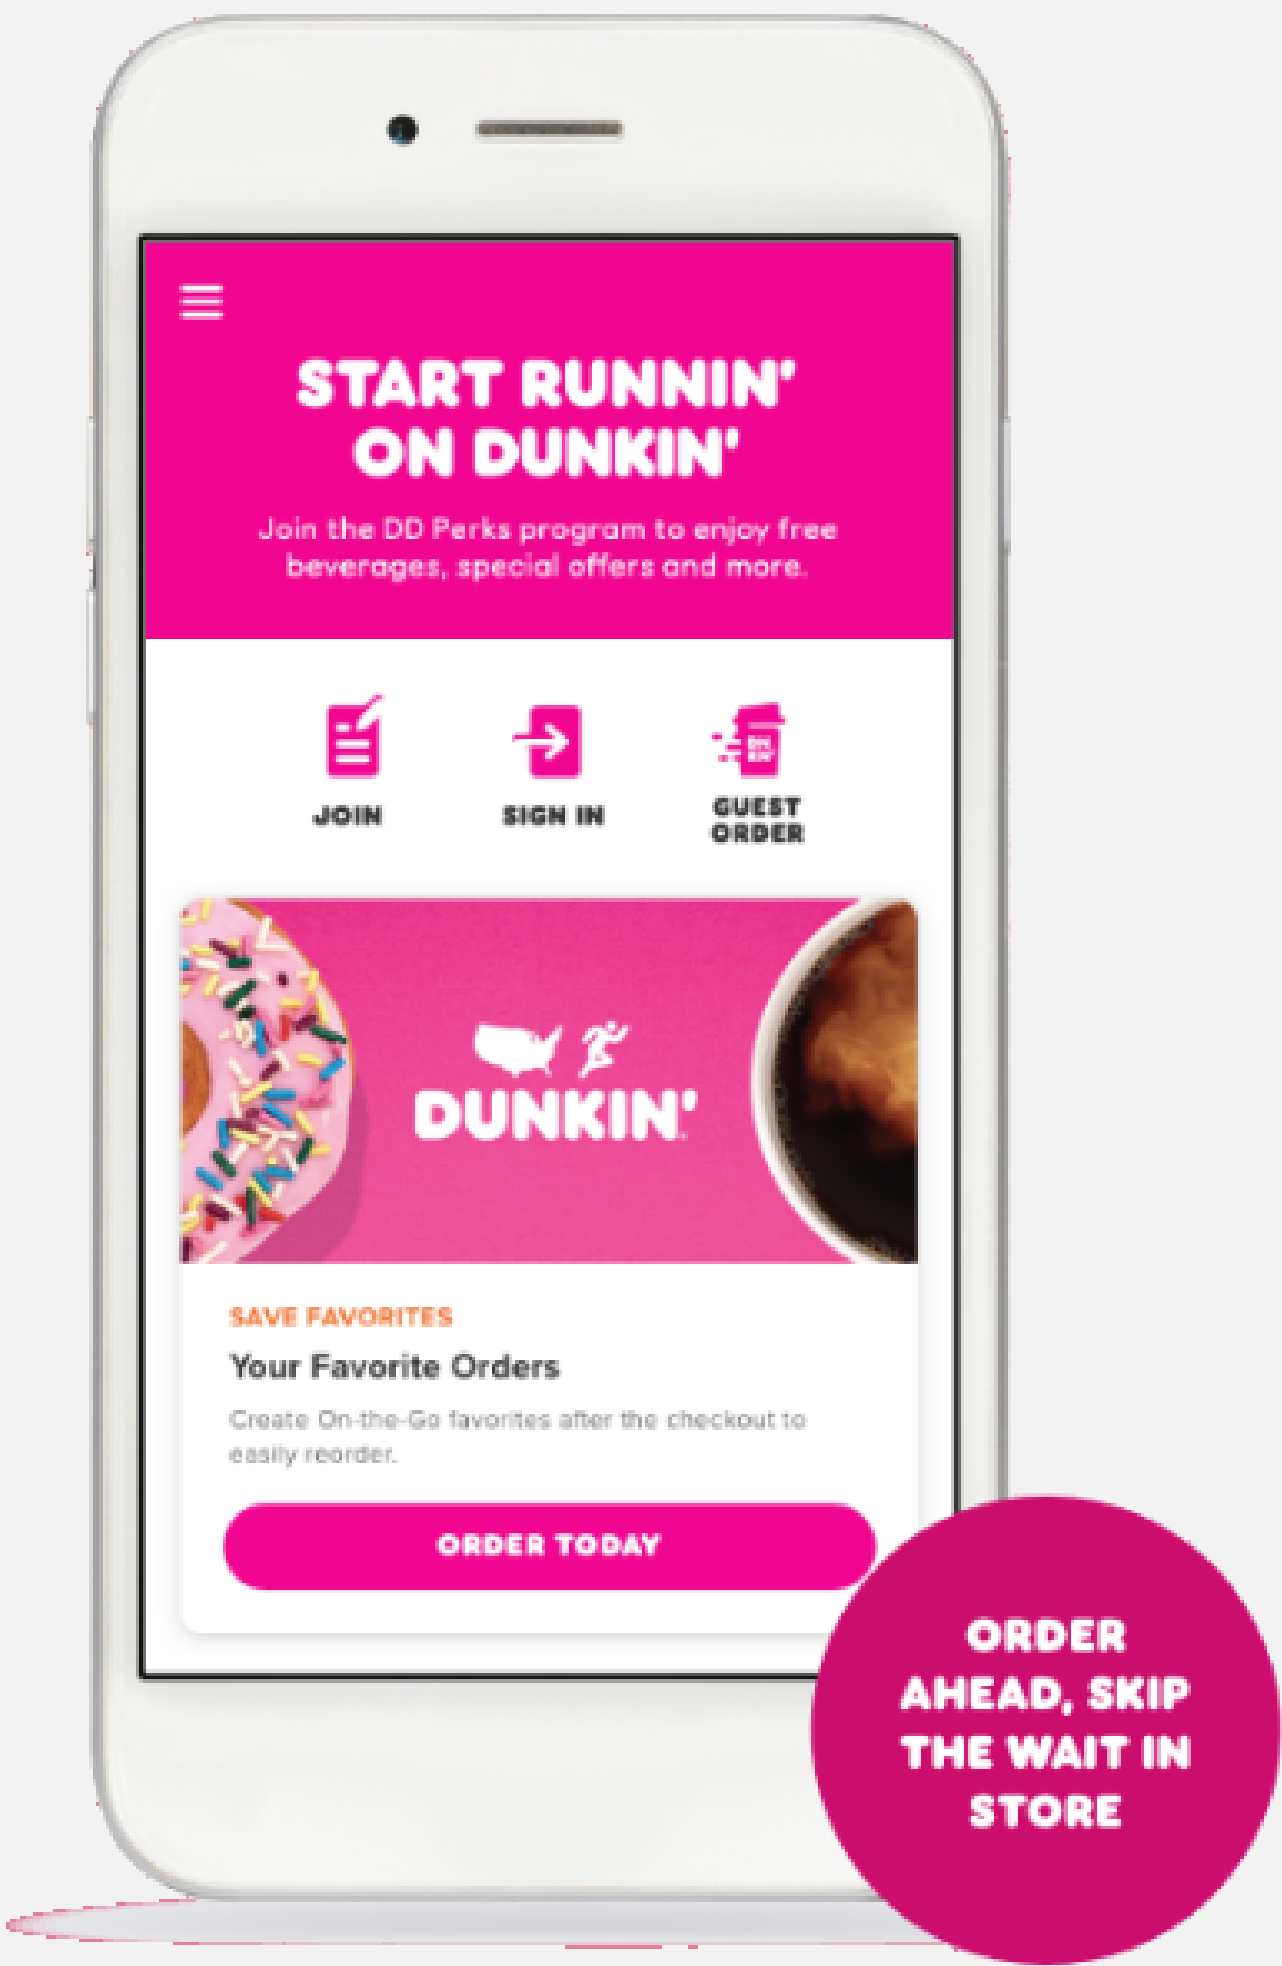 START RUNNIN'
ON DUNKIN'
Join the DD Perks program to enjoy free
beverages, special offers and more.
JOIN
SIGN IN
GUEST
ORDER
DN
KN'
DUNKIN'
SAVE FAVORITES
Your Favorite Orders
Create On-the-Go favorites after the checkout to
easily reorder.
ORDER TODAY
ORDER
AHEAD, SKIP
THE WAIT IN
STORE